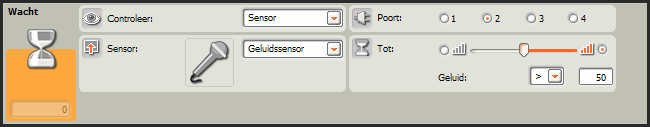 Wacht
Controleer: Sensor
Poort: 1 2 3 4
Sensor: Geluidssensor
Tot:
Geluid: > 50
0